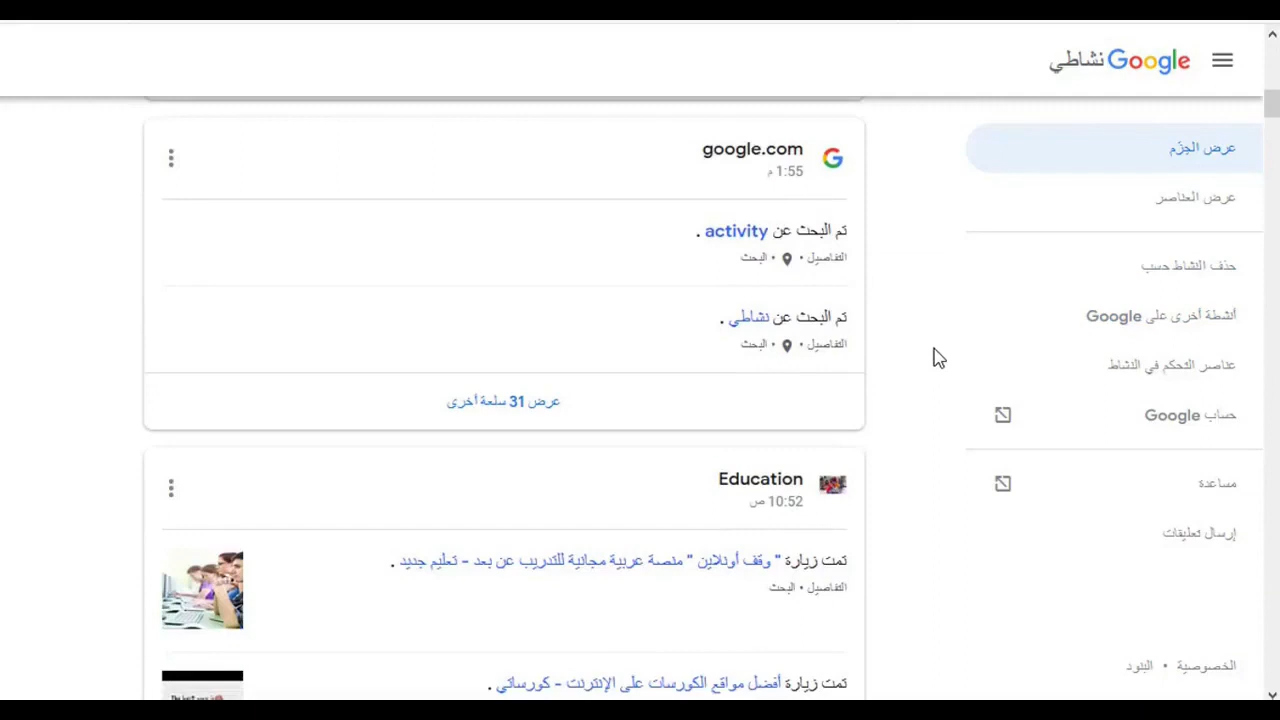 Google نشاطي
عرض الحِزَم
عرض العناصر
حذف النشاط حسب
أنشطة أخرى على Google
عناصر التحكم في النشاط
حساب Google
مساعدة
إرسال تعليقات
الخصوصية • البنود
google.com
1:55 م
تم البحث عن activity .
التفاصيل • • البحث
تم البحث عن نشاطي .
التفاصيل • • البحث
عرض 31 سلعة أخرى
Education
10:52 ص
تمت زيارة " وقف أونلاين " منصة عربية مجانية للتدريب عن بعد – تعليم جديد .
التفاصيل • البحث
تمت زيارة أفضل مواقع الكورسات على الإنترنت – كورساتي .